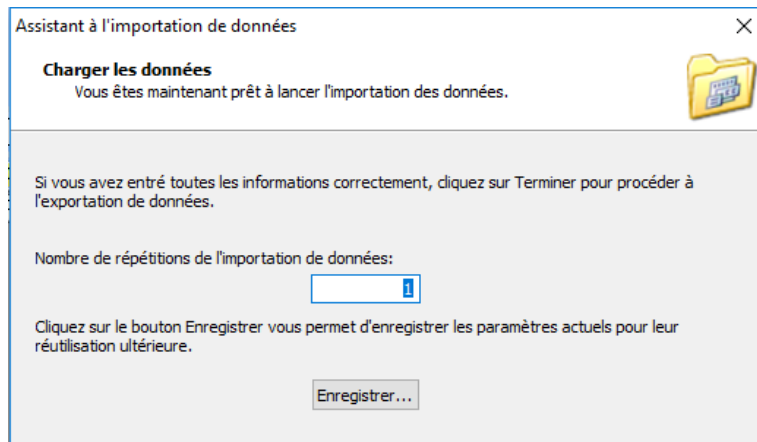 Assistant à l'importation de données
Charger les données
Vous êtes maintenant prêt à lancer l'importation des données.
Si vous avez entré toutes les informations correctement, cliquez sur Terminer pour procéder à
l'exportation de données.
Nombre de répétitions de l'importation de données:
1
Cliquez sur le bouton Enregistrer vous permet d'enregistrer les paramètres actuels pour leur
réutilisation ultérieure.
Enregistrer...